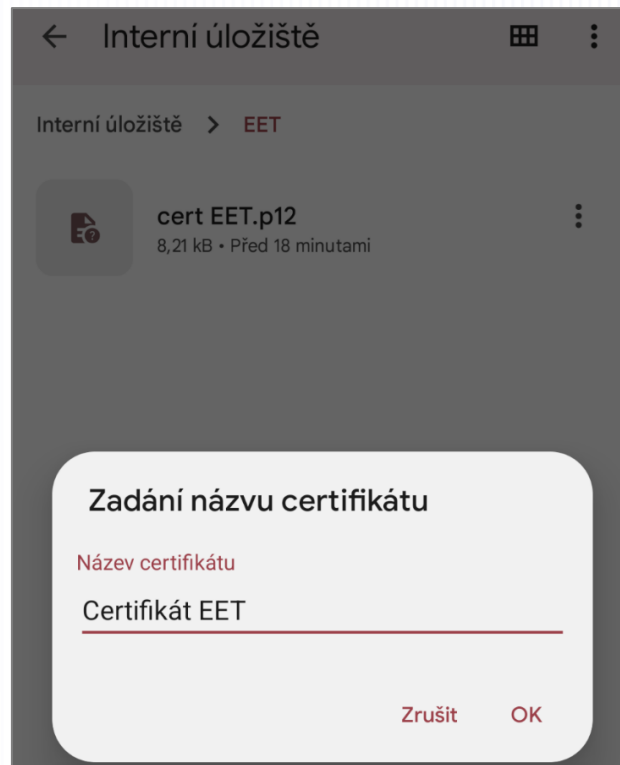 Interní úložiště
Interní úložiště > EET
cert EET.p12
8,21 kB • Před 18 minutami
Zadání názvu certifikátu
Název certifikátu
Certifikát EET
Zrušit OK